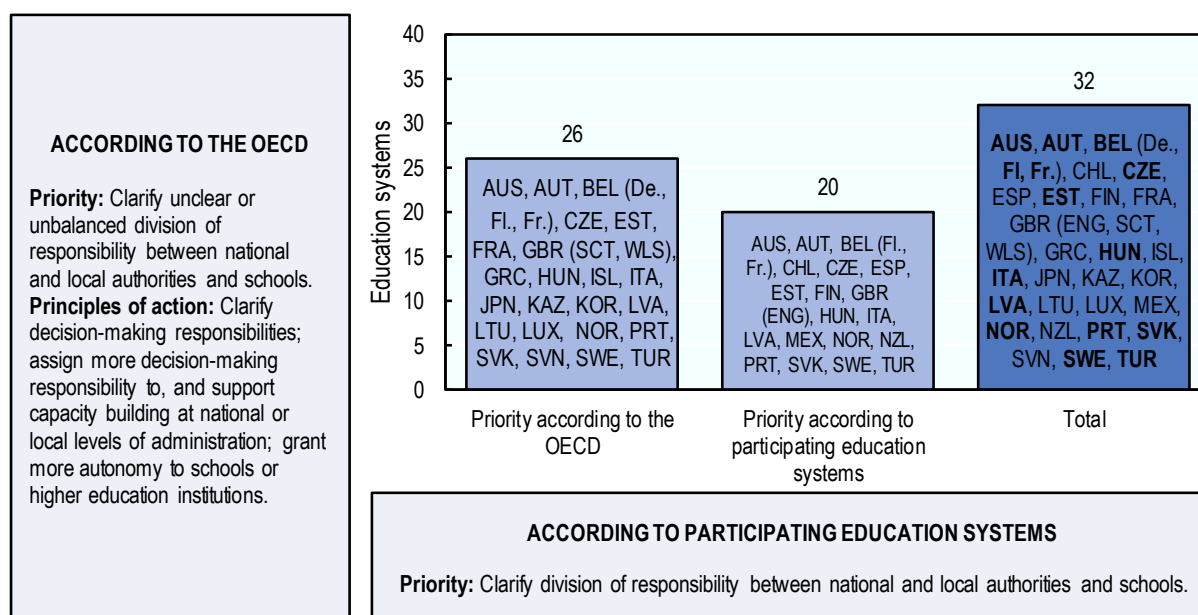 ACCORDING TO THE OECD
Priority: Clarify unclear or
unbalanced division of
responsibility between national
and local authorities and schools.
Principles of action: Clarify
decision-making responsibilities;
assign more decision-making
responsibility to, and support
capacity building at national or
local levels of administration; grant
more autonomy to schools or
higher education institutions.
Education systems
40
35
30
25
20
15
10
5
0
26
AUS, AUT, BEL (De.,
Fl., Fr.), CZE, EST,
FRA, GBR (SCT, WLS),
GRC, HUN, ISL, ITA,
JPN, KAZ, KOR, LVA,
LTU, LUX, NOR, PRT,
SVK, SVN, SWE, TUR
20
AUS, AUT, BEL (Fl.,
Fr.), CHL, CZE, ESP,
EST, FIN, GBR
(ENG), HUN, ITA,
LVA, MEX, NOR, NZL,
PRT, SVK, SWE, TUR
32
AUS, AUT, BEL (De.,
Fl, Fr.), CHL, CZE,
ESP, EST, FIN, FRA,
GBR (ENG, SCT,
WLS), GRC, HUN, ISL,
ITA, JPN, KAZ, KOR,
LVA, LTU, LUX, MEX,
NOR, NZL, PRT, SVK,
SVN, SWE, TUR
Priority according to the
OECD
Priority according to
participating education
systems
Total
ACCORDING TO PARTICIPATING EDUCATION SYSTEMS
Priority: Clarify division of responsibility between national and local authorities and schools.